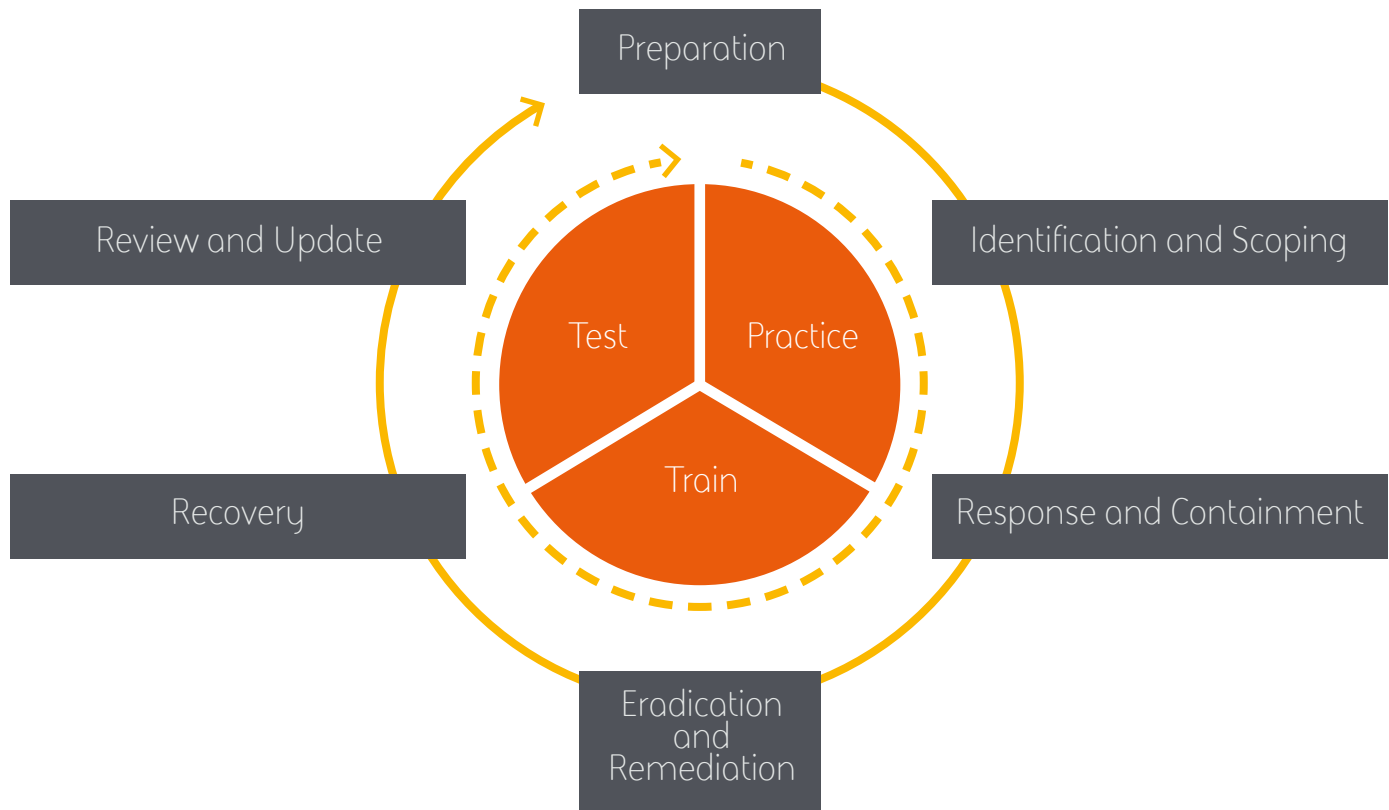 Preparation
Review and Update
Identification and Scoping
Test
Practice
Train
Recovery
Response and Containment
Eradication
and
Remediation